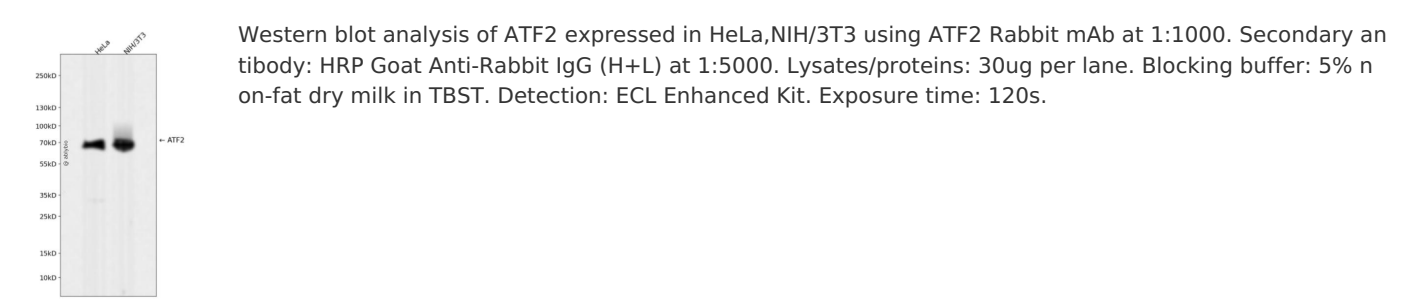 HeLa
NIH/3T3
250kD
130kD
100kD
70kD
55kD
35kD
25kD
15kD
10kD
← ATF2
Western blot analysis of ATF2 expressed in HeLa,NIH/3T3 using ATF2 Rabbit mAb at 1:1000. Secondary an
tibody: HRP Goat Anti-Rabbit IgG (H+L) at 1:5000. Lysates/proteins: 30ug per lane. Blocking buffer: 5% n
on-fat dry milk in TBST. Detection: ECL Enhanced Kit. Exposure time: 120s.